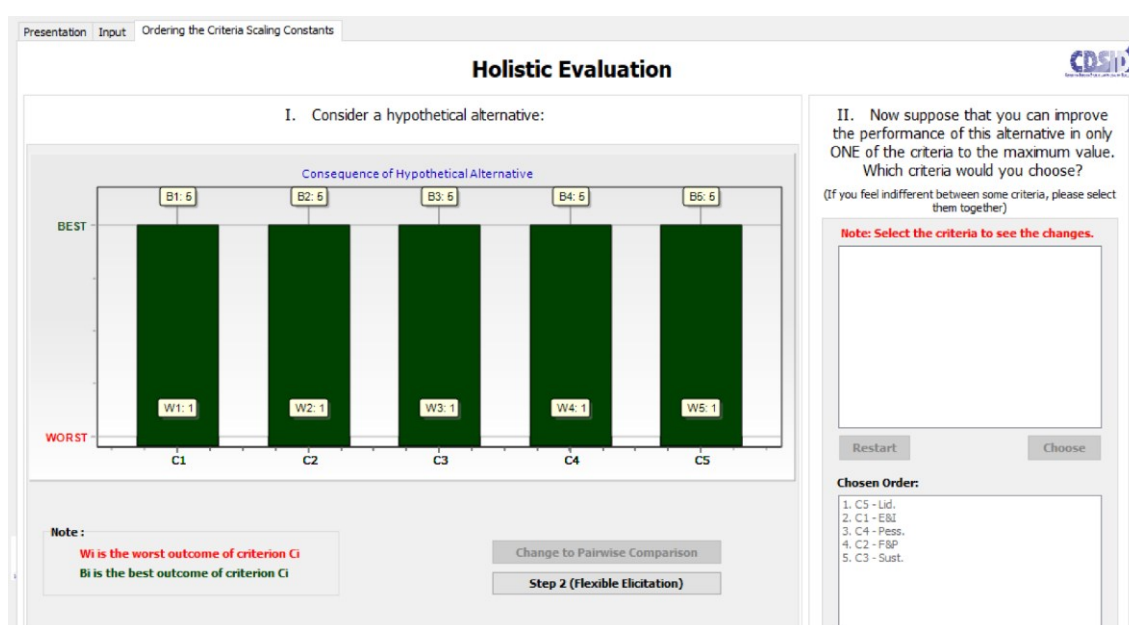 Presentation Input Ordering the Criteria Scaling Constants
Holistic Evaluation
CDSID
I. Consider a hypothetical alternative:
Consequence of Hypothetical Alternative
B1: 5 B2: 5 B3: 5 B4: 5 B5: 5
BEST
W1: 1 W2: 1 W3: 1 W4: 1 W5: 1
WORST
C1 C2 C3 C4 C5
Note :
Wi is the worst outcome of criterion Ci
Bi is the best outcome of criterion Ci
Change to Pairwise Comparison
Step 2 (Flexible Elicitation)
II. Now suppose that you can improve
the performance of this alternative in only
ONE of the criteria to the maximum value.
Which criteria would you choose?
(If you feel indifferent between some criteria, please select
them together)
Note: Select the criteria to see the changes.
Restart Choose
Chosen Order:
1. C5 - Lid.
2. C1 - E&I
3. C4 - Pess.
4. C2 - F&P
5. C3 - Sust.